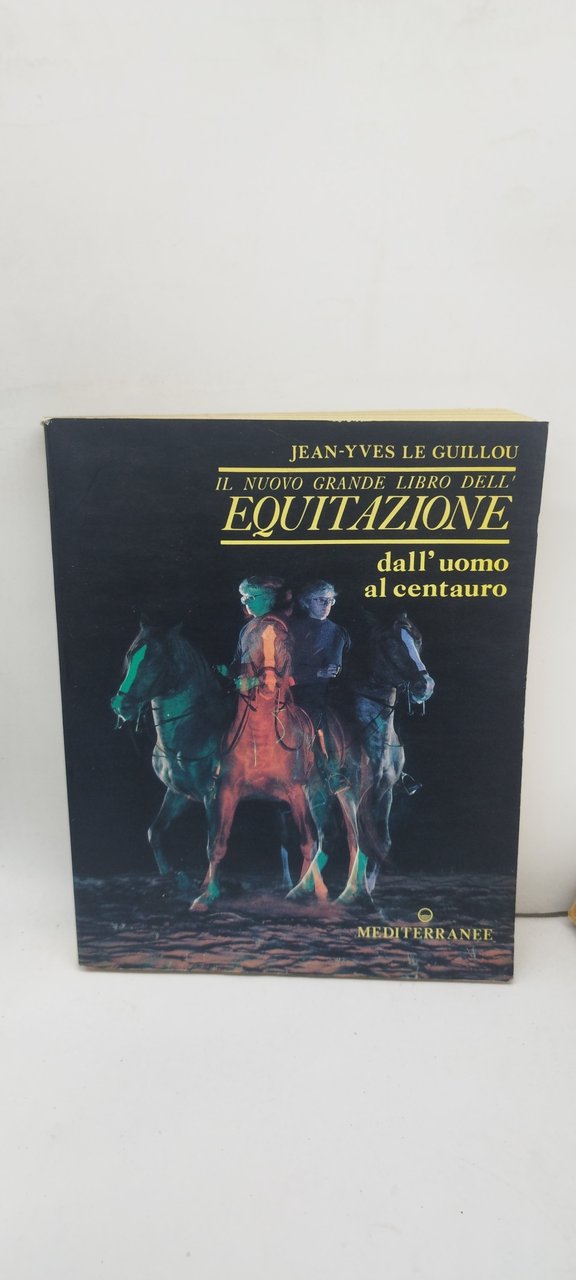 JEAN-YVES LE GUILLOU
IL NUOVO GRANDE LIBRO DELL'
EQUITAZIONE
dall'uomo
al centauro
MEDITERRANEE